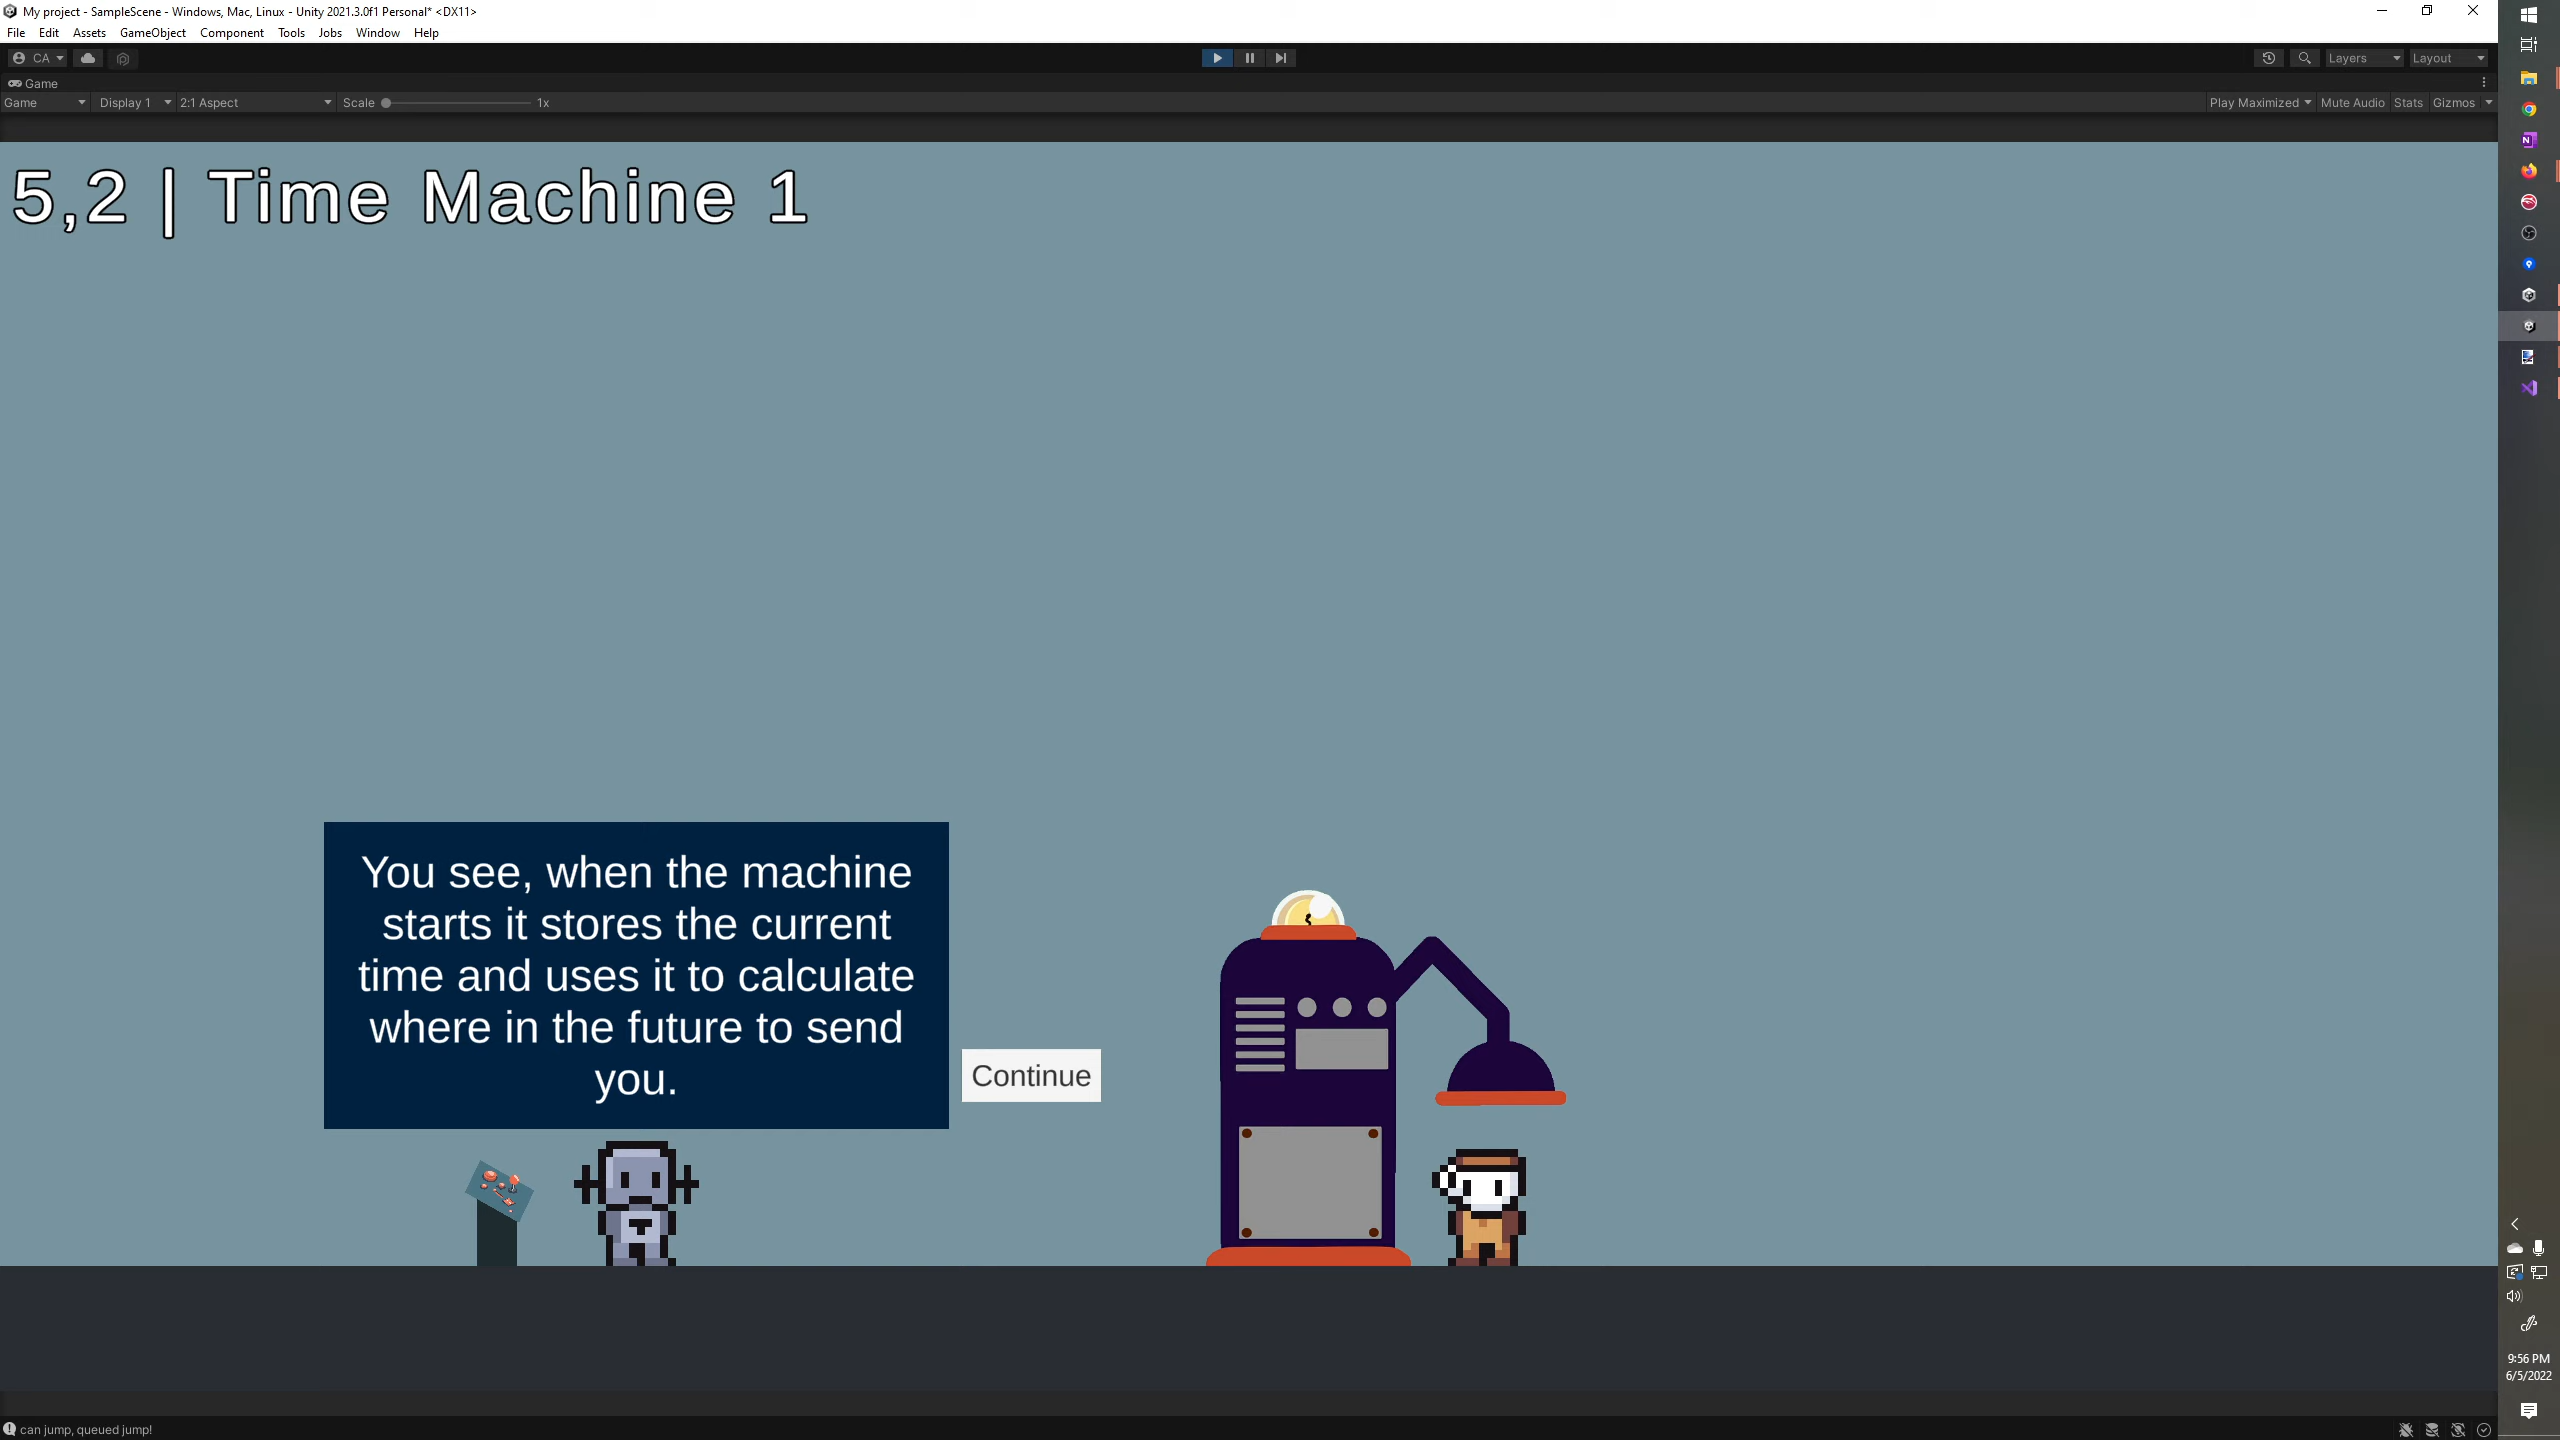 My project - SampleScene - Windows, Mac, Linux - Unity 2021.3.0f1 Personal* <DX11>
File Edit Assets GameObject Component Tools Jobs Window Help
CA Layers Layout
Game
Game Display 1 2:1 Aspect Scale 1x Play Maximized Mute Audio Stats Gizmos
5,2 | Time Machine 1
You see, when the machine
starts it stores the current
time and uses it to calculate
where in the future to send
you.
Continue
9:56 PM
6/5/2022
can jump, queued jump!